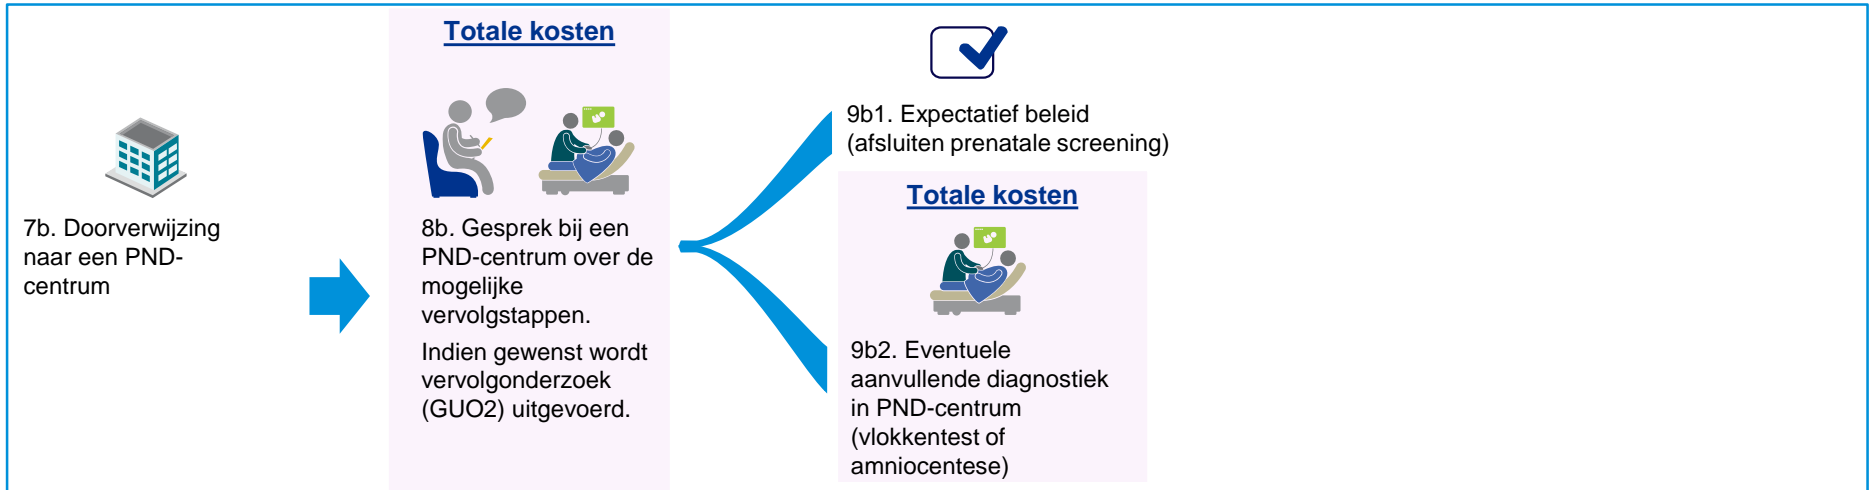 7b. Doorverwijzing
naar een PND-
centrum
Totale kosten
8b. Gesprek bij een
PND-centrum over de
mogelijke
vervolgstappen.
Indien gewenst wordt
vervolgonderzoek
(GUO2) uitgevoerd.
9b1. Expectatief beleid
(afsluiten prenatale screening)
Totale kosten
9b2. Eventuele
aanvullende diagnostiek
in PND-centrum
(vlokkentest of
amniocentese)